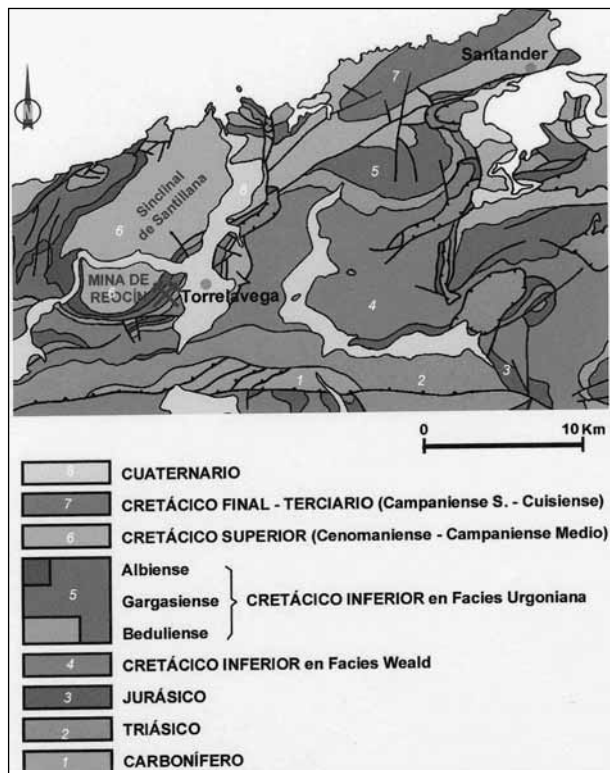 Santander
7
N
5
8
Sinclinal
de Santillana
6
MINA DE
REOCÍN
6
Torrelavega
4
1
2
3
0
10 Km
8 CUATERNARIO
7 CRETÁCICO FINAL - TERCIARIO (Campaniense S. - Cuisiense)
6 CRETÁCICO SUPERIOR (Cenomaniense - Campaniense Medio)
Albiense
5 Gargasiense CRETÁCICO INFERIOR en Facies Urgoniana
Beduliense
4 CRETÁCICO INFERIOR en Facies Weald
3 JURÁSICO
2 TRIÁSICO
1 CARBONÍFERO